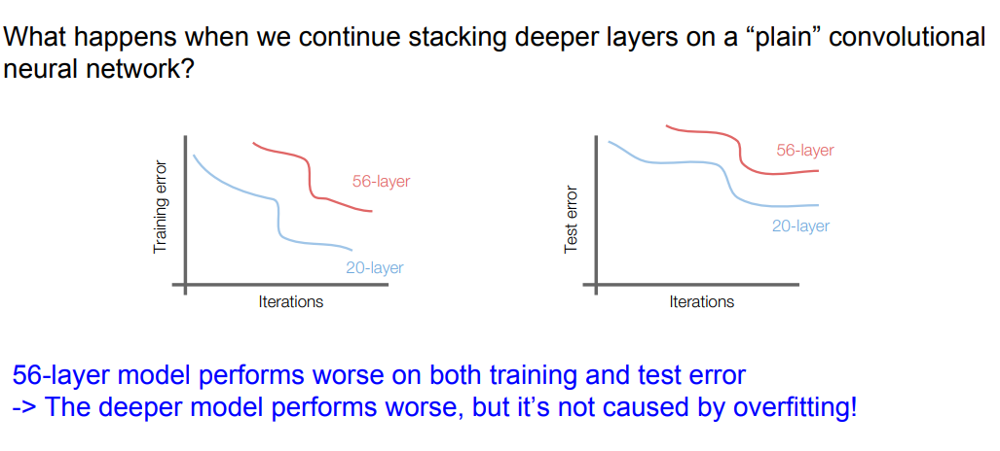 What happens when we continue stacking deeper layers on a “plain” convolutional
neural network?
Training error
56-layer
20-layer
Iterations
Test error
56-layer
20-layer
Iterations
56-layer model performs worse on both training and test error
-> The deeper model performs worse, but it’s not caused by overfitting!